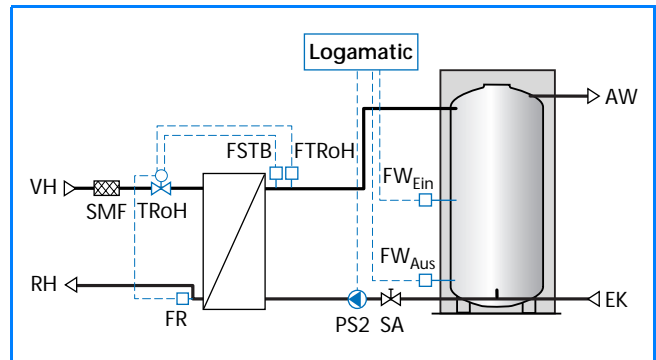 Logamatic
AW
FSTB FTRoH
FW_Ein
VH
SMF TRoH
FW_Aus
RH
EK
FR
PS2 SA